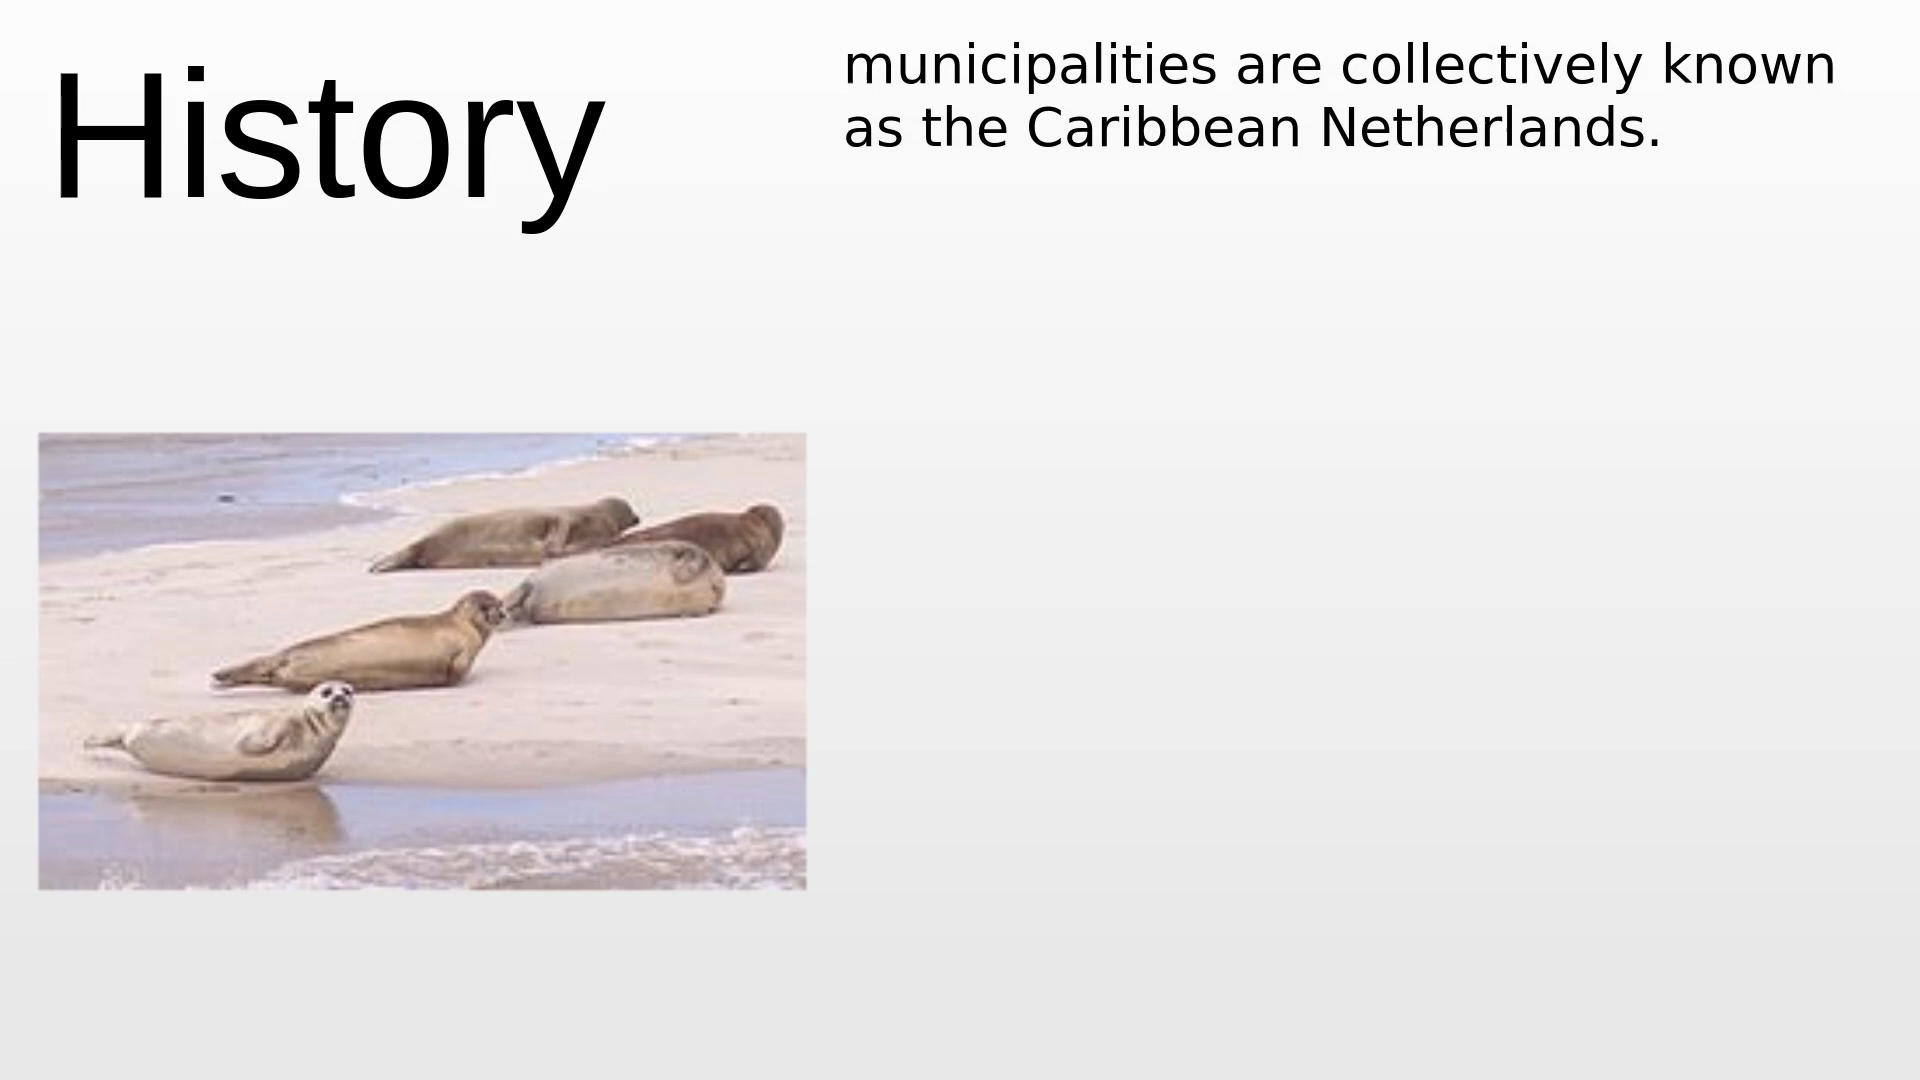 History
municipalities are collectively known
as the Caribbean Netherlands.